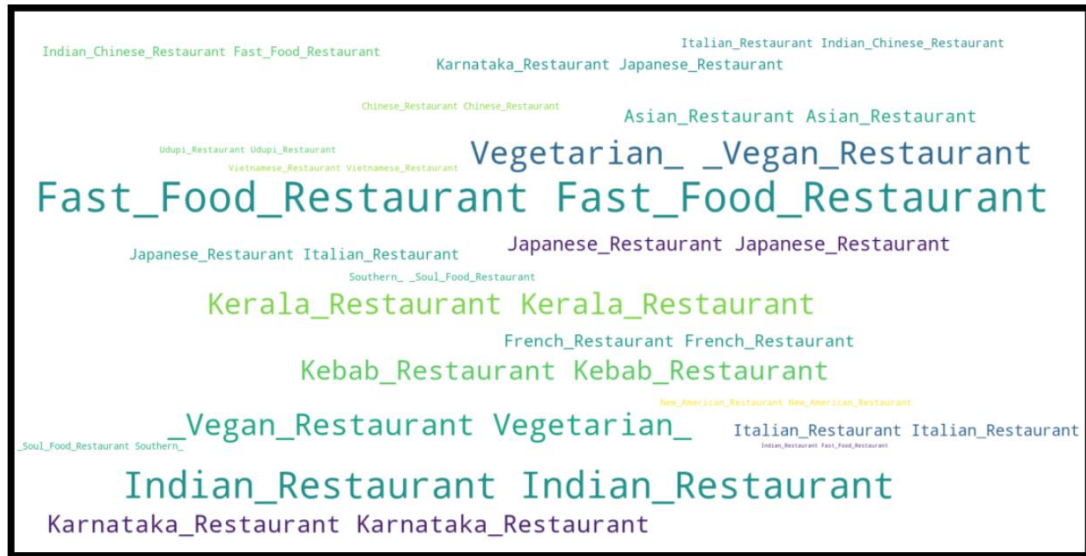 Italian_Restaurant Indian_Chinese_Restaurant
Indian_Chinese_Restaurant Fast_Food_Restaurant
Karnataka_Restaurant Japanese_Restaurant
Chinese_Restaurant Chinese_Restaurant
Asian_Restaurant Asian_Restaurant
Udupi_Restaurant Udupi_Restaurant
Vegetarian_ _Vegan_Restaurant
Vietnamese_Restaurant Vietnamese_Restaurant
Fast_Food_Restaurant Fast_Food_Restaurant
Japanese_Restaurant Japanese_Restaurant
Japanese_Restaurant Italian_Restaurant
Southern_ _Soul_Food_Restaurant
Kerala_Restaurant Kerala_Restaurant
French_Restaurant French_Restaurant
Kebab_Restaurant Kebab_Restaurant
New_American_Restaurant New_American_Restaurant
_Vegan_Restaurant Vegetarian_
Italian_Restaurant Italian_Restaurant
_Soul_Food_Restaurant Southern_
Indian_Restaurant Fast_Food_Restaurant
Indian_Restaurant Indian_Restaurant
Karnataka_Restaurant Karnataka_Restaurant